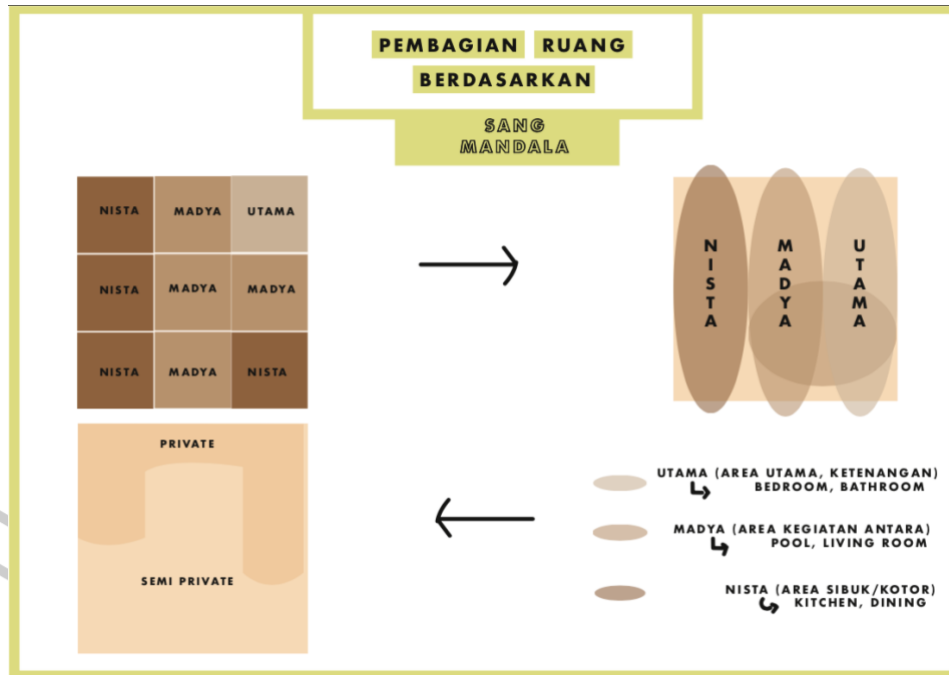 PEMBAGIAN RUANG
BERDASARKAN
SANG
MANDALA
NISTA MADYA UTAMA
NISTA MADYA MADYA
NISTA MADYA NISTA
NISTA
MADYA
UTAMA
PRIVATE
SEMI PRIVATE
UTAMA (AREA UTAMA, KETENANGAN)
BEDROOM, BATHROOM
MADYA (AREA KEGIATAN ANTARA)
POOL, LIVING ROOM
NISTA (AREA SIBUK/KOTOR)
KITCHEN, DINING